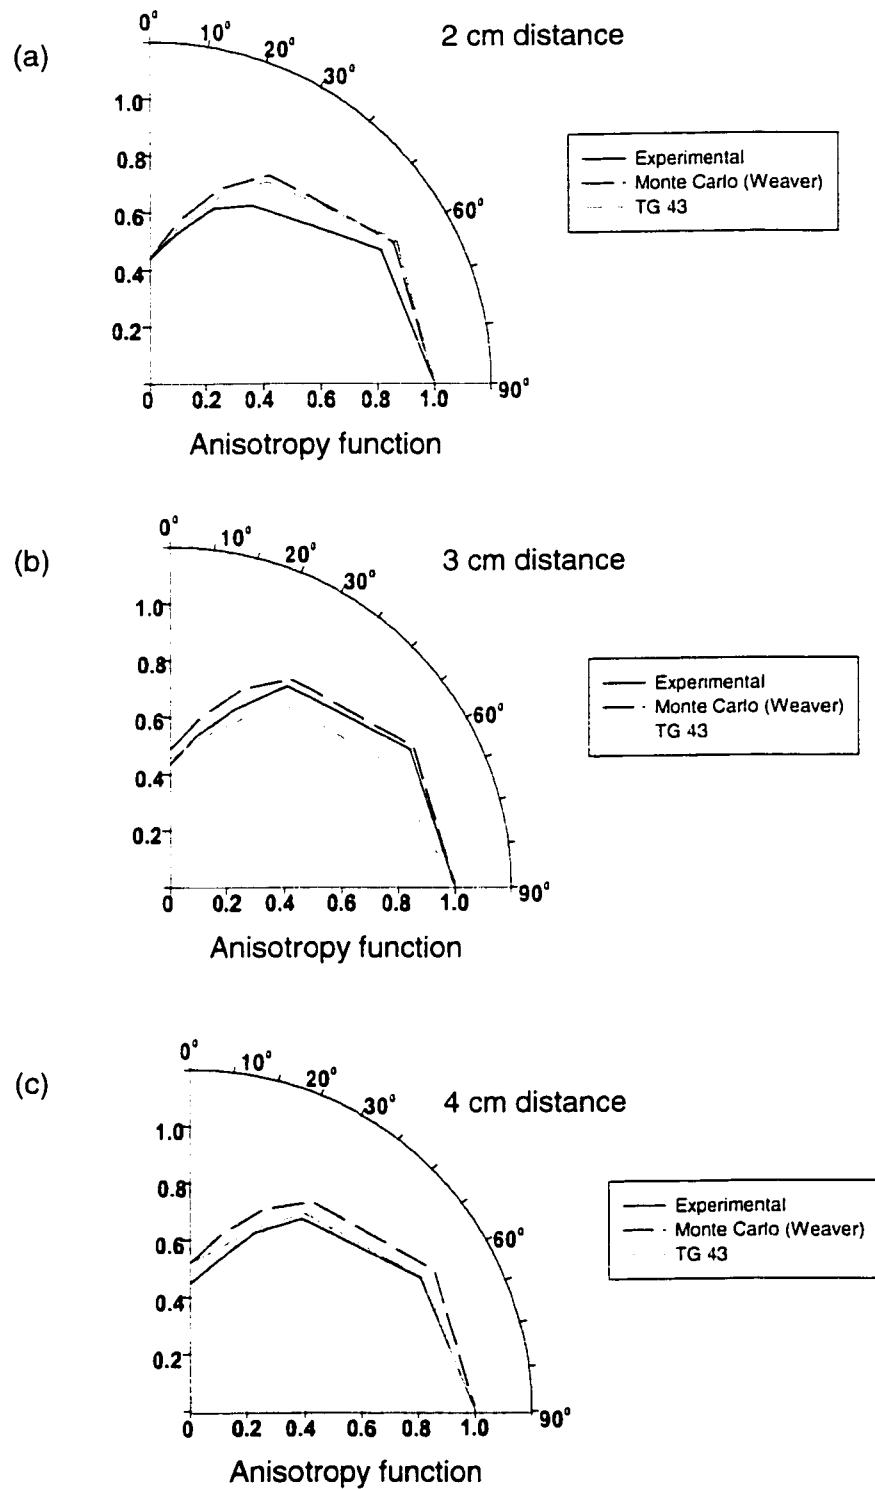 (a)
2 cm distance
0° 10° 20° 30° 60° 90°
1.0
0.8
0.6
0.4
0.2
0 0.2 0.4 0.6 0.8 1.0
Anisotropy function
Experimental
Monte Carlo (Weaver)
TG 43
(b)
3 cm distance
0° 10° 20° 30° 60° 90°
1.0
0.8
0.6
0.4
0.2
0 0.2 0.4 0.6 0.8 1.0
Anisotropy function
Experimental
Monte Carlo (Weaver)
TG 43
(c)
4 cm distance
0° 10° 20° 30° 60° 90°
1.0
0.8
0.6
0.4
0.2
0 0.2 0.4 0.6 0.8 1.0
Anisotropy function
Experimental
Monte Carlo (Weaver)
TG 43